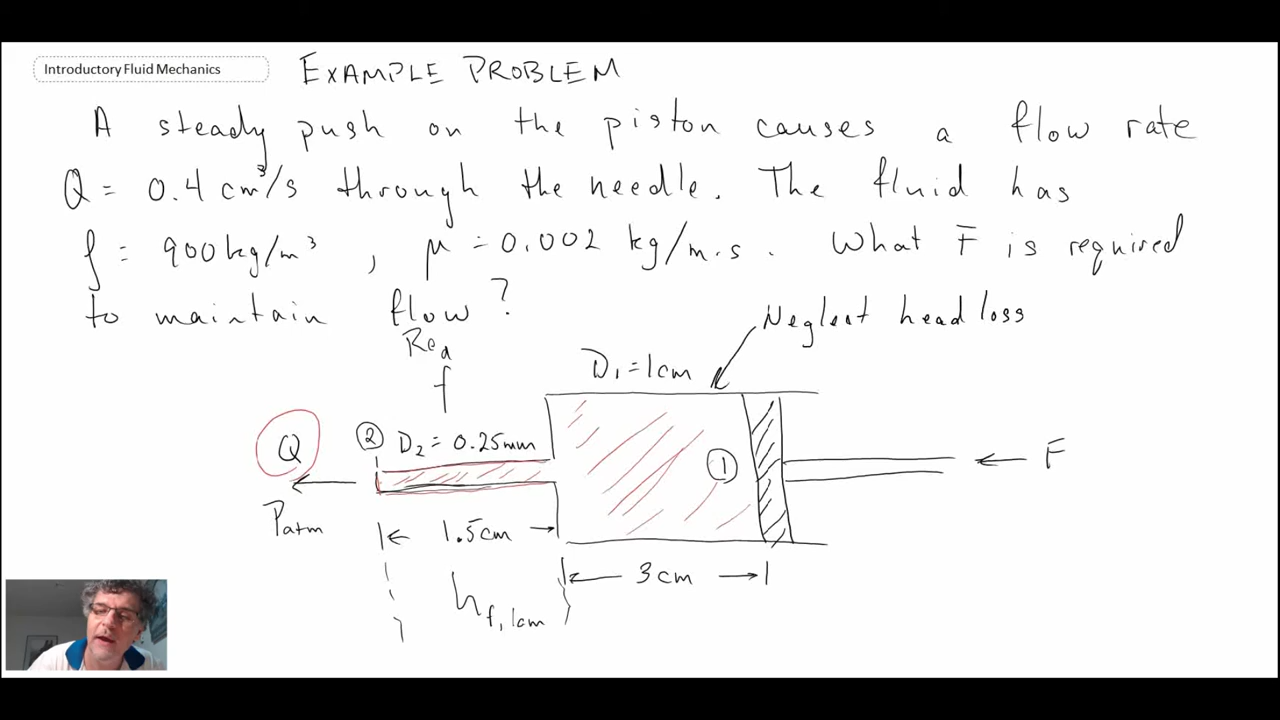 Introductory Fluid Mechanics
EXAMPLE PROBLEM
A steady push on the piston causes a flow rate
Q = 0.4 cm³/s through the needle. The fluid has
ρ = 900 kg/m³, μ = 0.002 kg/m.s. What F is required
to maintain flow?
Neglect head loss
Re_d
f
D₁ = 1cm
Q
②
D₂ = 0.25mm
①
F
Patm
1.5cm
3cm
h_f,lam